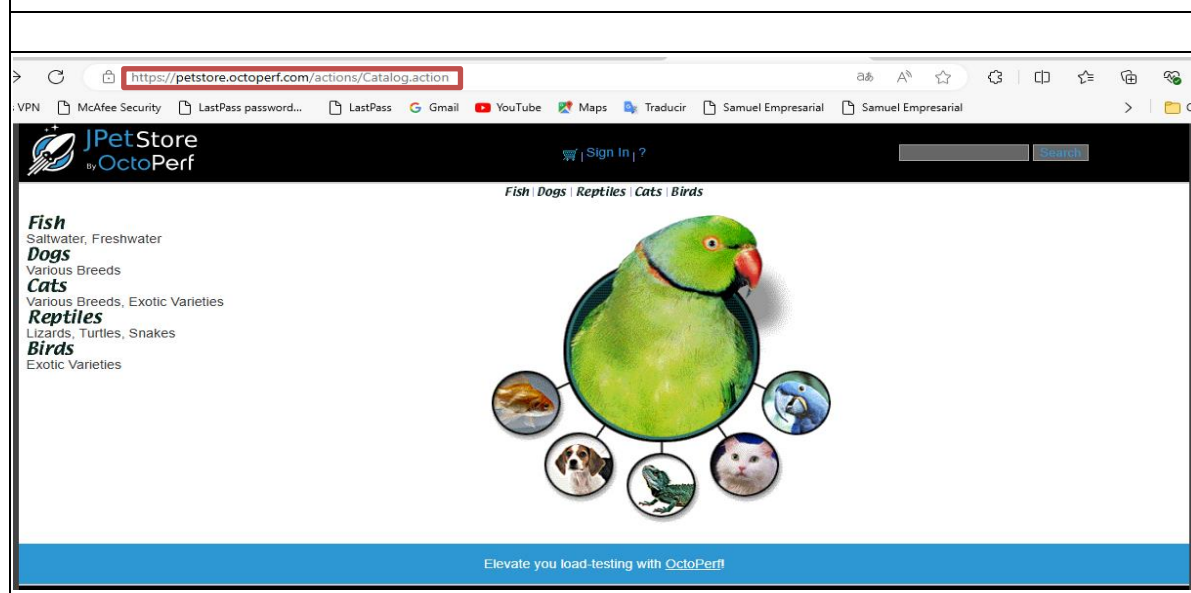 https://petstore.octoperf.com/actions/Catalog.action
VPN McAfee Security LastPass password... LastPass Gmail YouTube Maps Traducir Samuel Empresarial Samuel Empresarial >
JPetStore
By OctoPerf
| Sign In | ? Search
Fish | Dogs | Reptiles | Cats | Birds
Fish
Saltwater, Freshwater
Dogs
Various Breeds
Cats
Various Breeds, Exotic Varieties
Reptiles
Lizards, Turtles, Snakes
Birds
Exotic Varieties
Elevate you load-testing with OctoPerf!